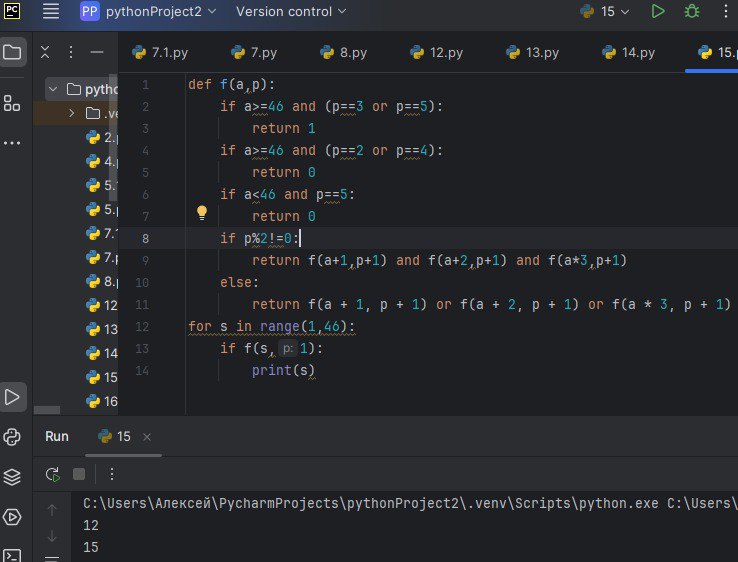 PC PP pythonProject2 Version control 15
7.1.py 7.py 8.py 12.py 13.py 14.py 15.
pytho
.ve
2.
4.
5.
5.
7.1
7.
8.
12
13
14
15
16
1 def f(a,p):
2 if a>=46 and (p==3 or p==5):
3 return 1
4 if a>=46 and (p==2 or p==4):
5 return 0
6 if a<46 and p==5:
7 return 0
8 if p%2!=0:
9 return f(a+1,p+1) and f(a+2,p+1) and f(a*3,p+1)
10 else:
11 return f(a + 1, p + 1) or f(a + 2, p + 1) or f(a * 3, p + 1)
12 for s in range(1,46):
13 if f(s, p: 1):
14 print(s)
Run 15
C:\Users\Алексей\PycharmProjects\pythonProject2\.venv\Scripts\python.exe C:\Users\
12
15